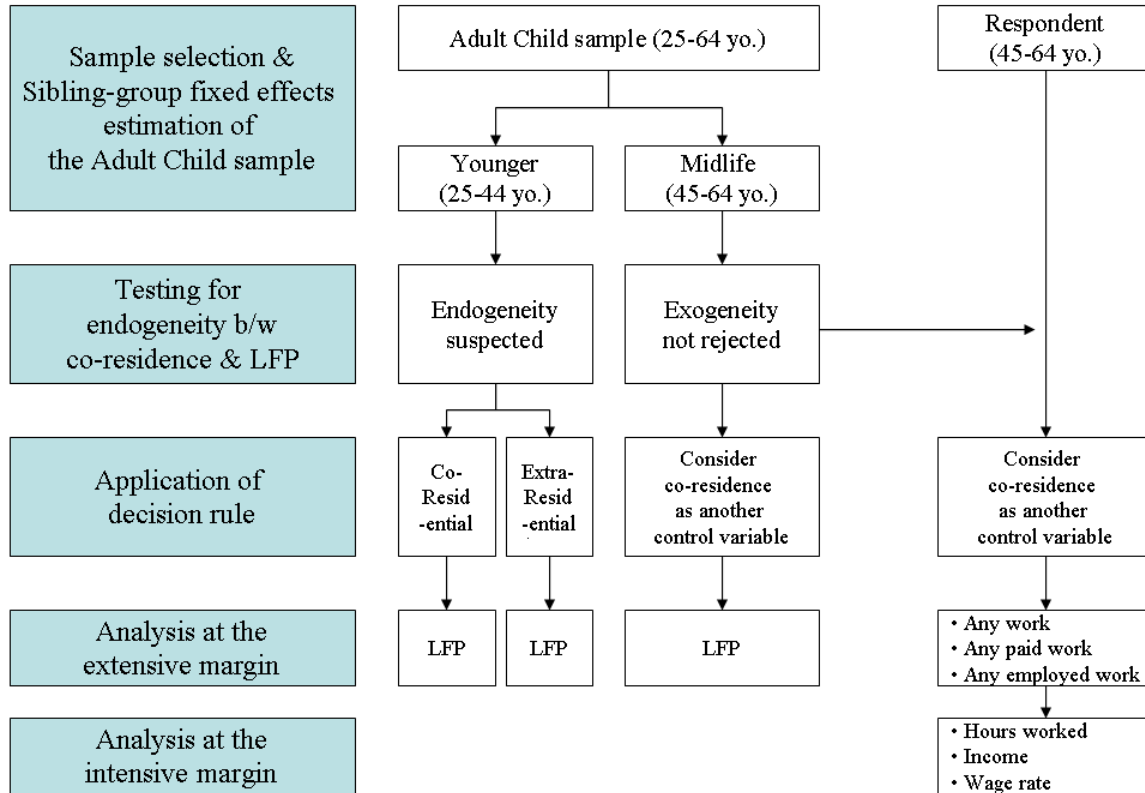 Sample selection &
Sibling-group fixed effects
estimation of
the Adult Child sample
Adult Child sample (25-64 yo.)
Respondent
(45-64 yo.)
Younger
(25-44 yo.)
Midlife
(45-64 yo.)
Testing for
endogeneity b/w
co-residence & LFP
Endogeneity
suspected
Exogeneity
not rejected
Application of
decision rule
Co-
Resid
-ential
Extra-
Resid
-ential
.
Consider
co-residence
as another
control variable
Consider
co-residence
as another
control variable
Analysis at the
extensive margin
LFP
LFP
LFP
• Any work
• Any paid work
• Any employed work
Analysis at the
intensive margin
• Hours worked
• Income
• Wage rate